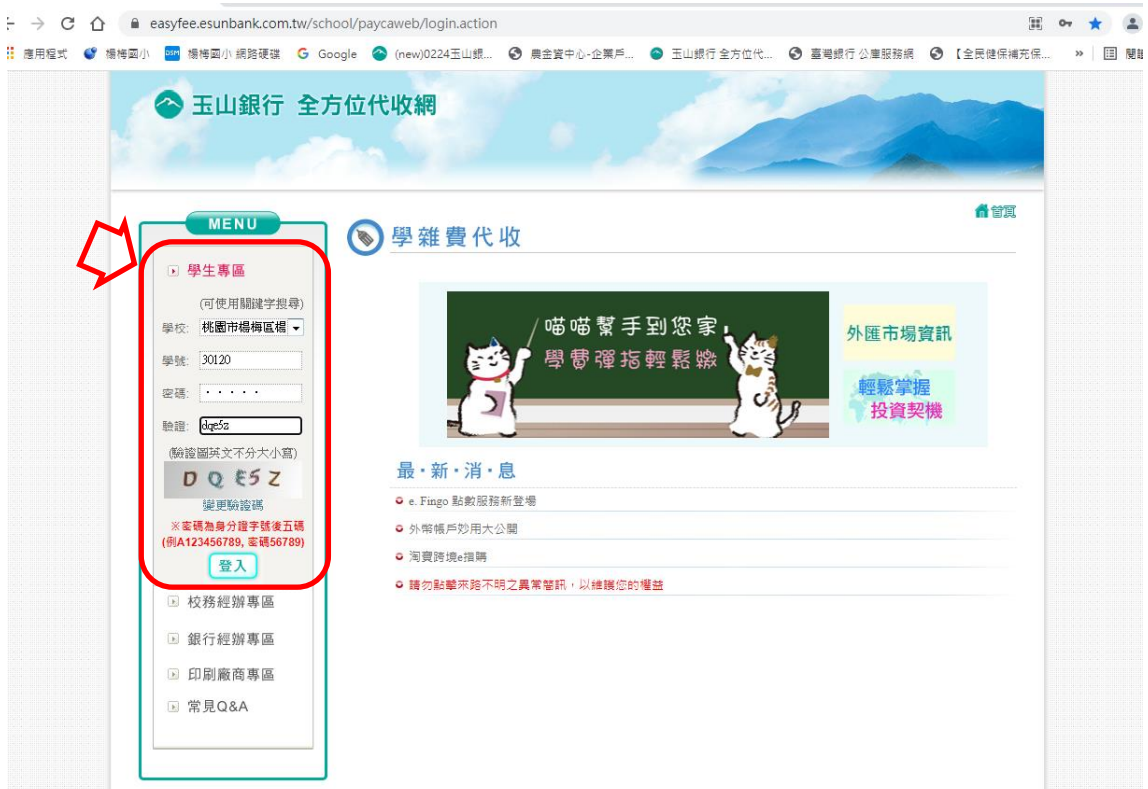 easyfee.esunbank.com.tw/school/paycaweb/login.action
應用程式 楊梅國小 楊梅國小 網路硬碟 Google (new)0224玉山銀... 農金資中心-企業戶... 玉山銀行 全方位代... 臺灣銀行 公庫服務網 【全民健保補充保... » 閱
玉山銀行 全方位代收網
首頁
MENU
學雜費代收
學生專區
(可使用關鍵字搜尋)
學校: 桃園市楊梅區楊
學號: 30120
密碼: ·····
驗證: dqe5z
(驗證圖英文不分大小寫)
DQE5Z
變更驗證碼
※密碼為身分證字號後五碼
(例A123456789, 密碼56789)
登入
校務經辦專區
銀行經辦專區
印刷廠商專區
常見Q&A
喵喵幫手到您家,
學費彈指輕鬆繳
外匯市場資訊
輕鬆掌握
投資契機
最·新·消·息
e. Fingo 點數服務新登場
外幣帳戶妙用大公開
淘寶跨境e指購
請勿點擊來路不明之異常簡訊，以維護您的權益